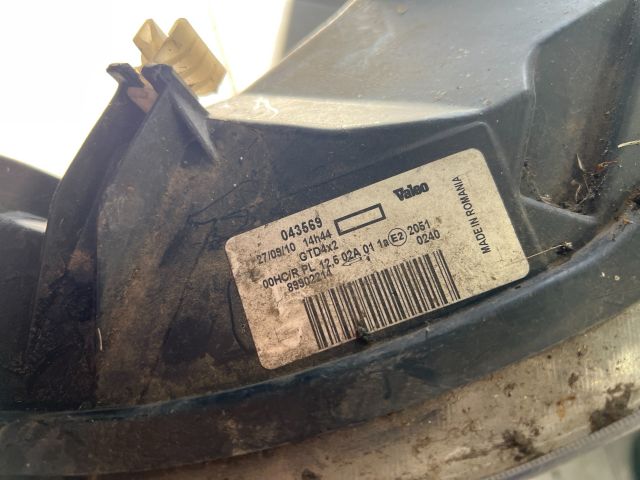 043569
Valeo
27/09/10 14h44
GTD4x2
00HC/R PL 12.5 02A 01 1a E2 2051
0240
MADE IN ROMANIA